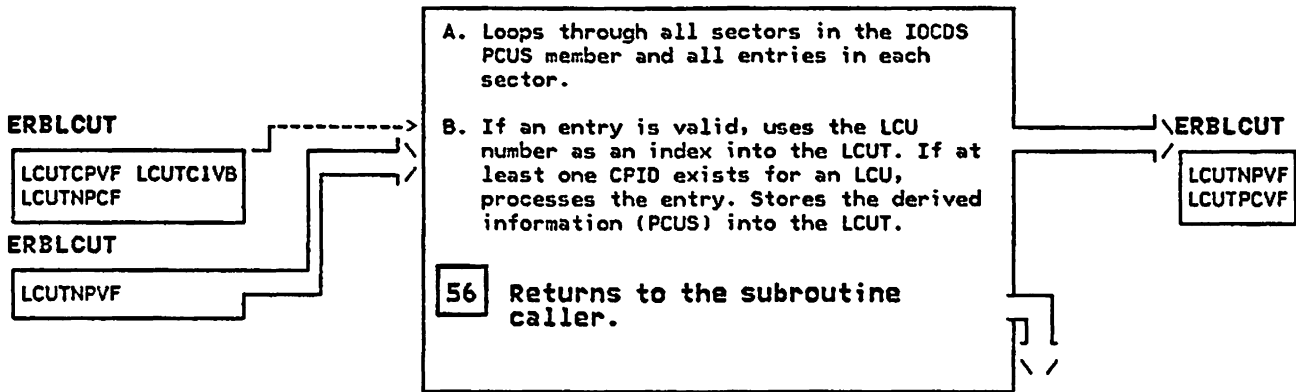 A. Loops through all sectors in the IOCDS
PCUS member and all entries in each
sector.
ERBLCUT
LCUTCPVF LCUTC1VB
LCUTNPCF
ERBLCUT
LCUTNPVF
B. If an entry is valid, uses the LCU
number as an index into the LCUT. If at
least one CPID exists for an LCU,
processes the entry. Stores the derived
information (PCUS) into the LCUT.
56 Returns to the subroutine
caller.
ERBLCUT
LCUTNPVF
LCUTPCVF